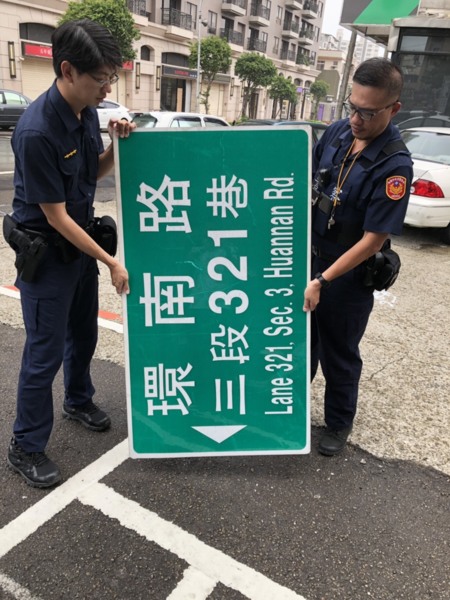 環南路
三段321巷
Lane 321, Sec. 3, Huannan Rd.